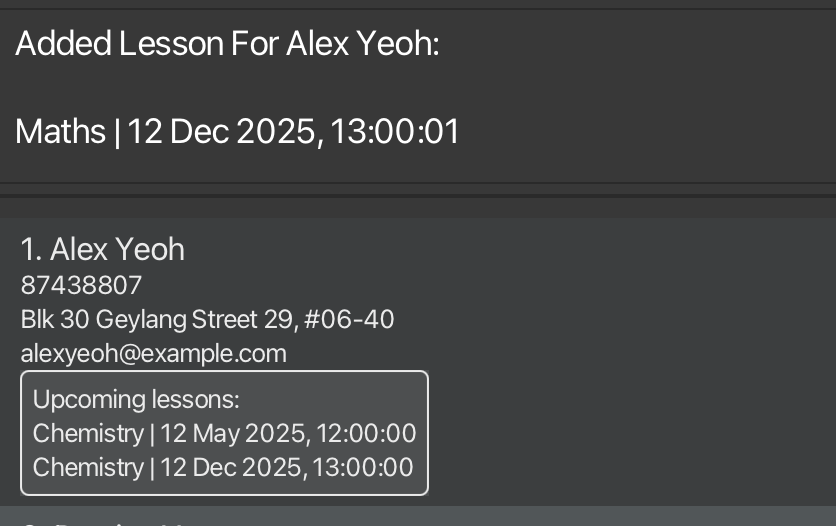 Added Lesson For Alex Yeoh:
Maths | 12 Dec 2025, 13:00:01
1. Alex Yeoh
87438807
Blk 30 Geylang Street 29, #06-40
alexyeoh@example.com
Upcoming lessons:
Chemistry | 12 May 2025, 12:00:00
Chemistry | 12 Dec 2025, 13:00:00